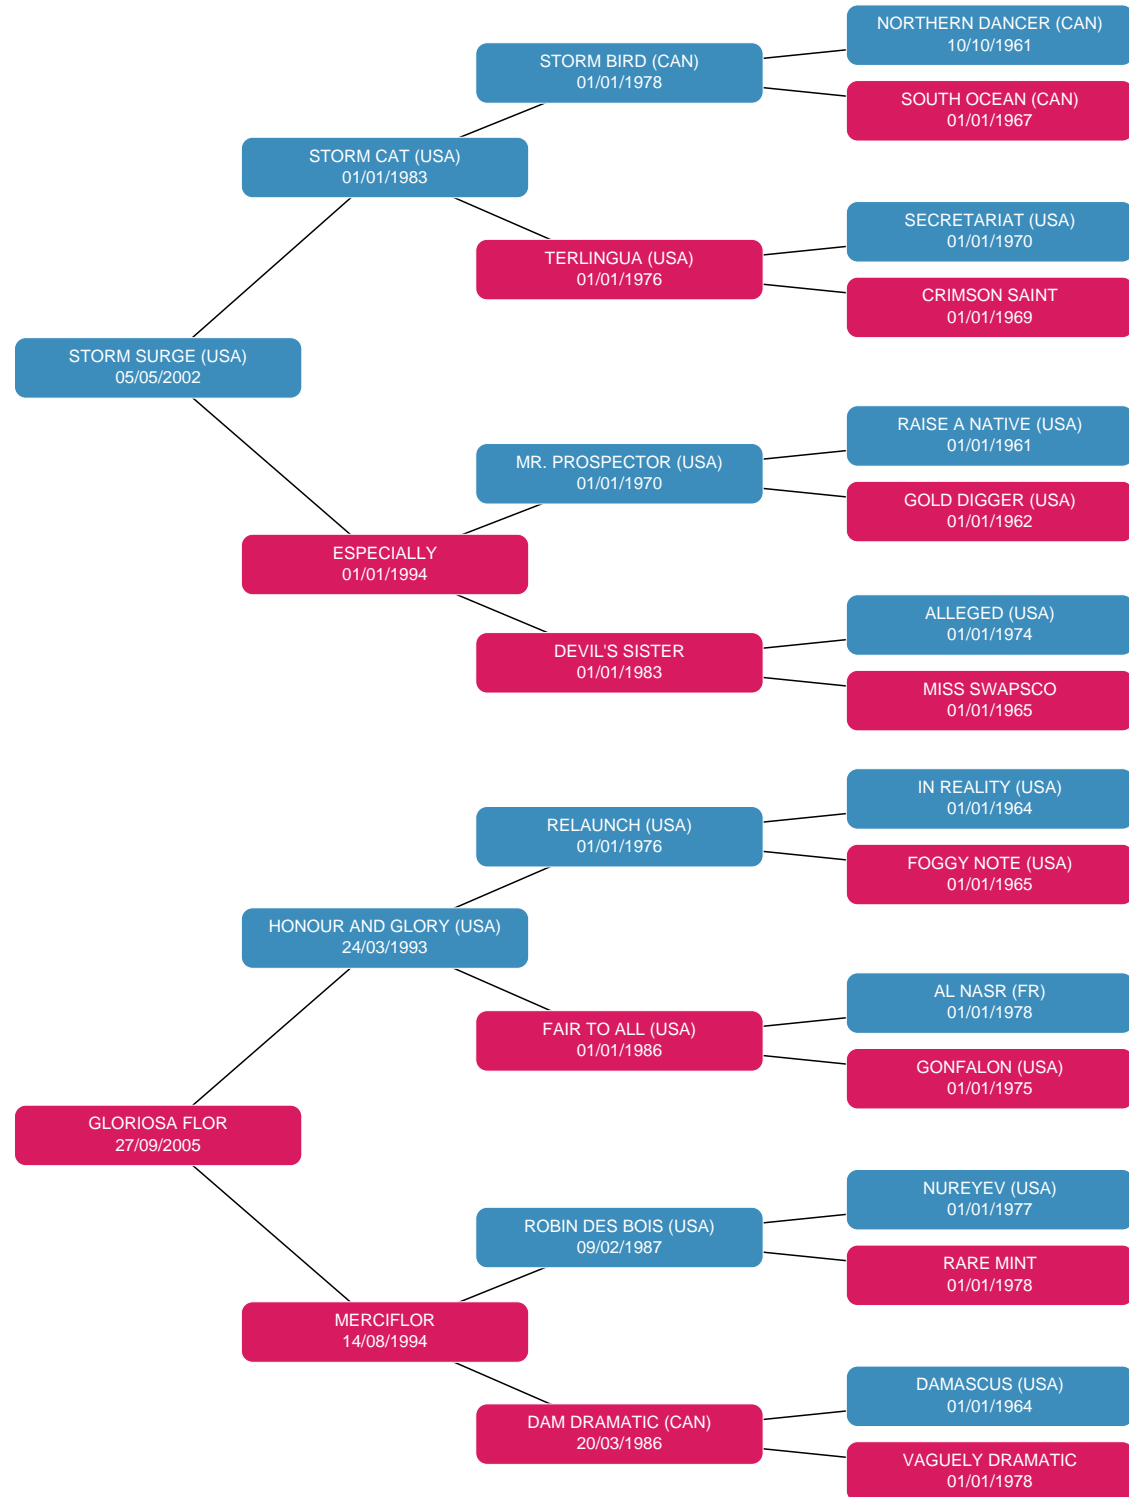 NORTHERN DANCER (CAN)
10/10/1961
STORM BIRD (CAN)
01/01/1978
SOUTH OCEAN (CAN)
01/01/1967
STORM CAT (USA)
01/01/1983
SECRETARIAT (USA)
01/01/1970
TERLINGUA (USA)
01/01/1976
CRIMSON SAINT
01/01/1969
STORM SURGE (USA)
05/05/2002
RAISE A NATIVE (USA)
01/01/1961
MR. PROSPECTOR (USA)
01/01/1970
GOLD DIGGER (USA)
01/01/1962
ESPECIALLY
01/01/1994
ALLEGED (USA)
01/01/1974
DEVIL'S SISTER
01/01/1983
MISS SWAPSCO
01/01/1965
IN REALITY (USA)
01/01/1964
RELAUNCH (USA)
01/01/1976
FOGGY NOTE (USA)
01/01/1965
HONOUR AND GLORY (USA)
24/03/1993
AL NASR (FR)
01/01/1978
FAIR TO ALL (USA)
01/01/1986
GONFALON (USA)
01/01/1975
GLORIOSA FLOR
27/09/2005
NUREYEV (USA)
01/01/1977
ROBIN DES BOIS (USA)
09/02/1987
RARE MINT
01/01/1978
MERCIFLOR
14/08/1994
DAMASCUS (USA)
01/01/1964
DAM DRAMATIC (CAN)
20/03/1986
VAGUELY DRAMATIC
01/01/1978